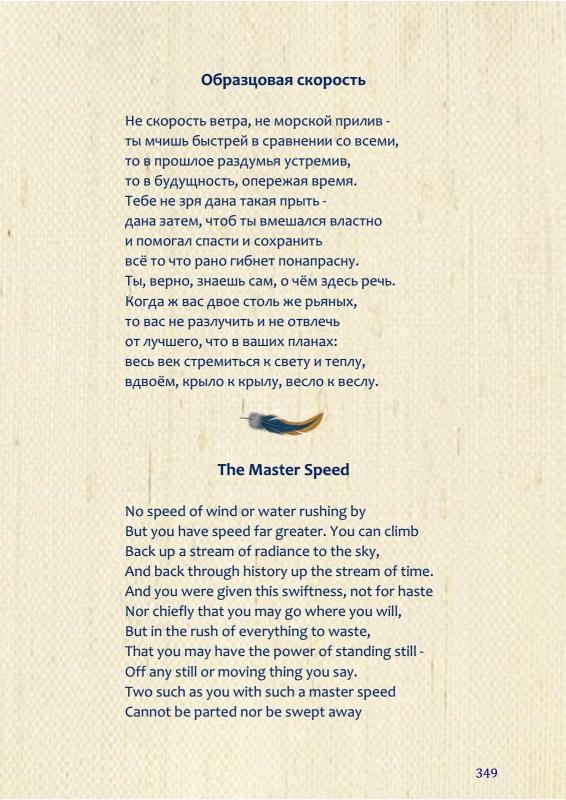 Образцовая скорость
Не скорость ветра, не морской прилив -
ты мчишь быстрей в сравнении со всеми,
то в прошлое раздумья устремив,
то в будущность, опережая время.
Тебе не зря дана такая прыть -
дана затем, чтоб ты вмешался властно
и помогал спасти и сохранить
всё то что рано гибнет понапрасну.
Ты, верно, знаешь сам, о чём здесь речь.
Когда ж вас двое столь же рьяных,
то вас не разлучить и не отвлечь
от лучшего, что в ваших планах:
весь век стремиться к свету и теплу,
вдвоём, крыло к крылу, весло к веслу.
The Master Speed
No speed of wind or water rushing by
But you have speed far greater. You can climb
Back up a stream of radiance to the sky,
And back through history up the stream of time.
And you were given this swiftness, not for haste
Nor chiefly that you may go where you will,
But in the rush of everything to waste,
That you may have the power of standing still -
Off any still or moving thing you say.
Two such as you with such a master speed
Cannot be parted nor be swept away
349